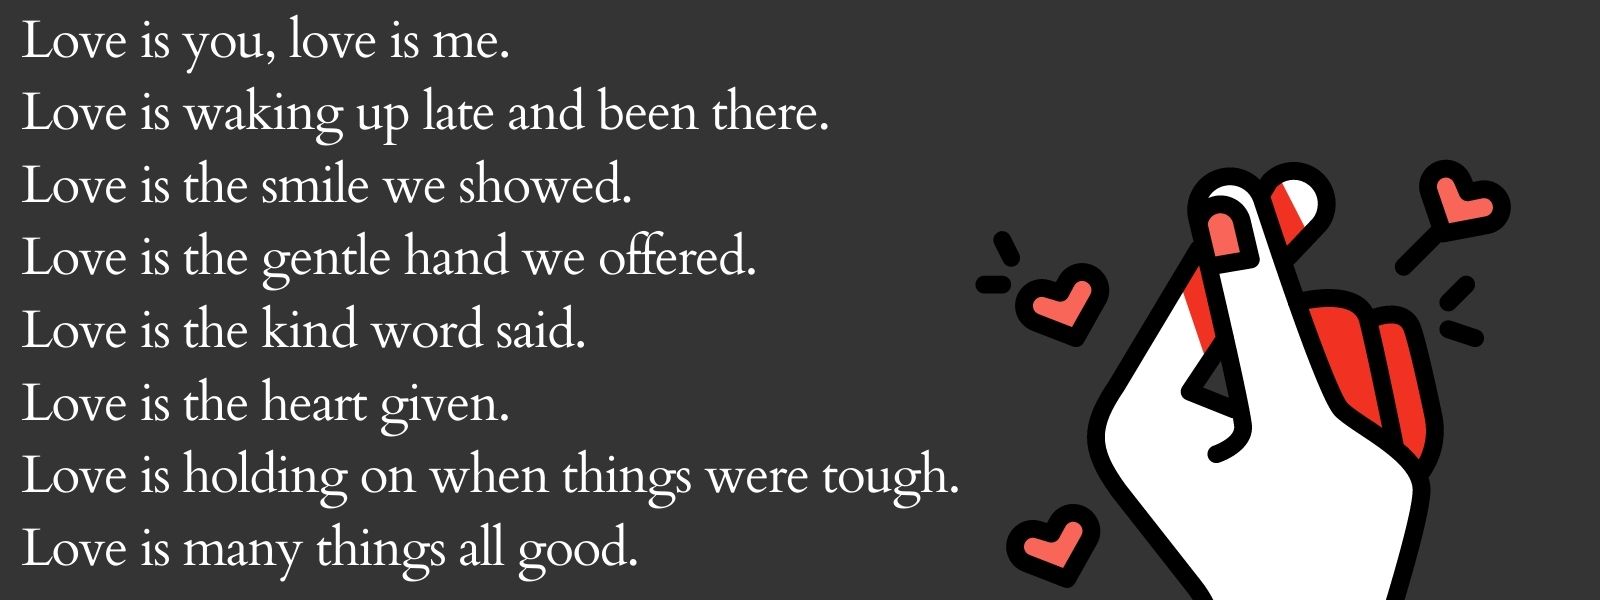 Love is you, love is me.
Love is waking up late and been there.
Love is the smile we showed.
Love is the gentle hand we offered.
Love is the kind word said.
Love is the heart given.
Love is holding on when things were tough.
Love is many things all good.